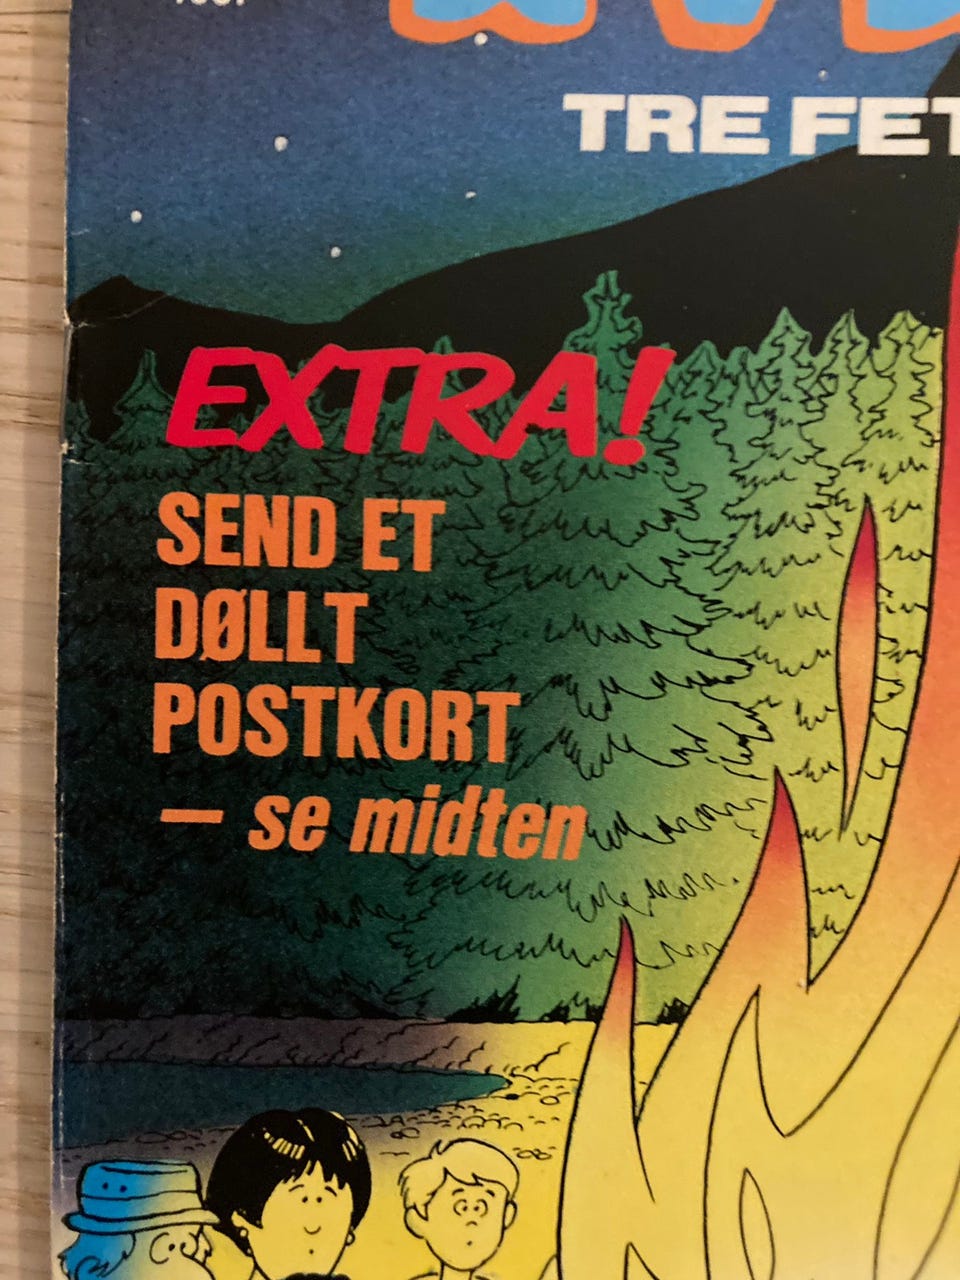 TRE FET
EXTRA!
SEND ET
DØLLT
POSTKORT
– se midten